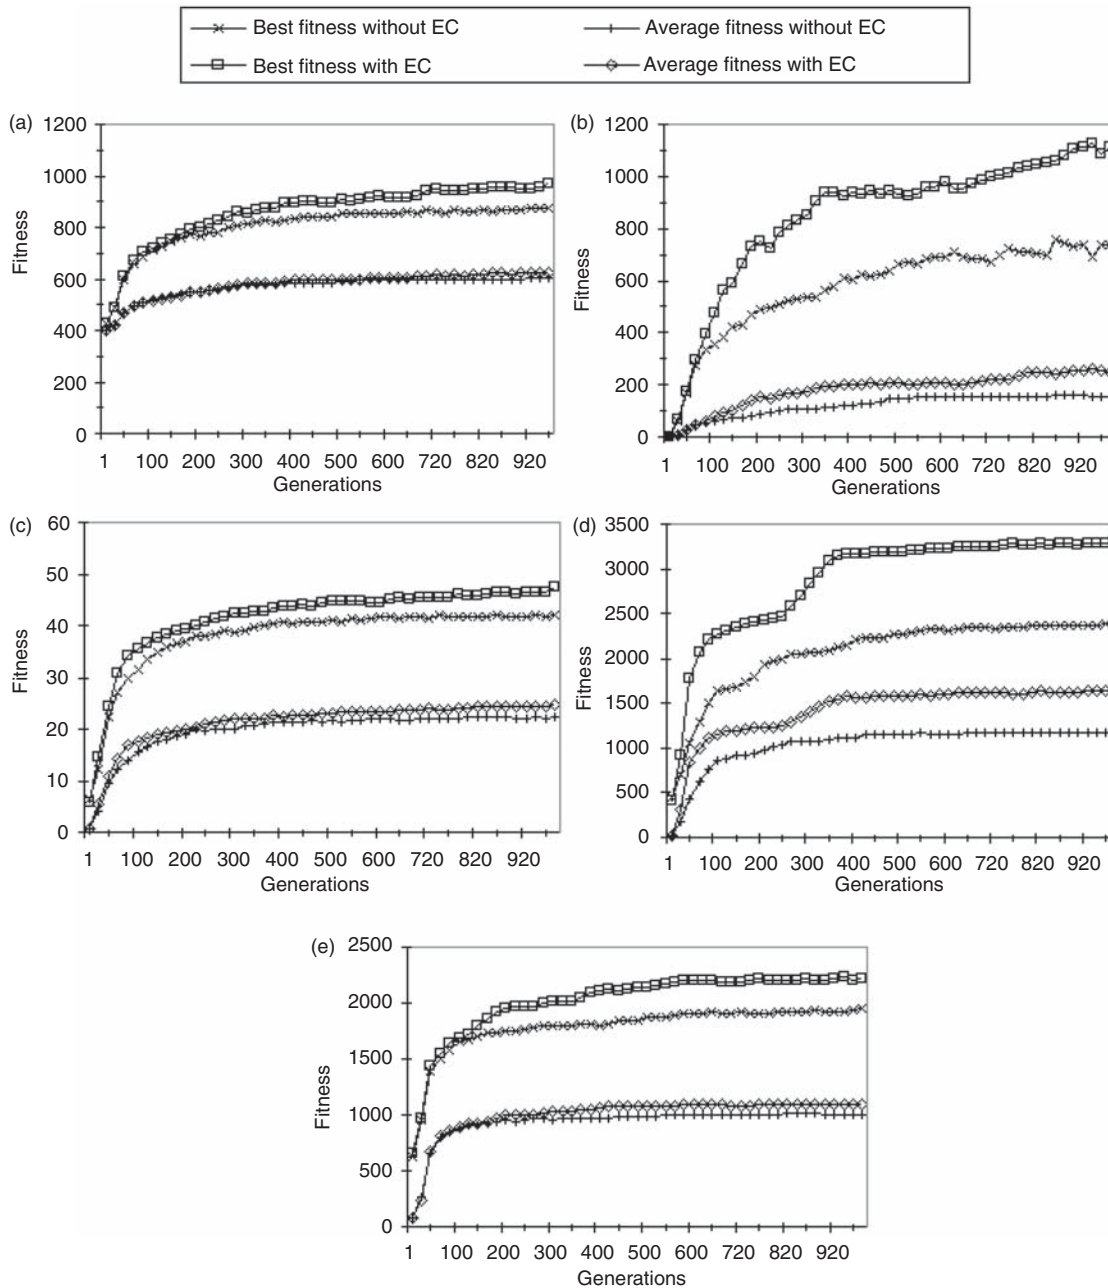 Best fitness without EC
Average fitness without EC
Best fitness with EC
Average fitness with EC
(a)
1200
1000
800
600
400
200
0
Fitness
1 100 200 300 400 500 600 720 820 920
Generations
(b)
1200
1000
800
600
400
200
0
Fitness
1 100 200 300 400 500 600 720 820 920
Generations
(c)
60
50
40
30
20
10
0
Fitness
1 100 200 300 400 500 600 720 820 920
Generations
(d)
3500
3000
2500
2000
1500
1000
500
0
Fitness
1 100 200 300 400 500 600 720 820 920
Generations
(e)
2500
2000
1500
1000
500
0
Fitness
1 100 200 300 400 500 600 720 820 920
Generations